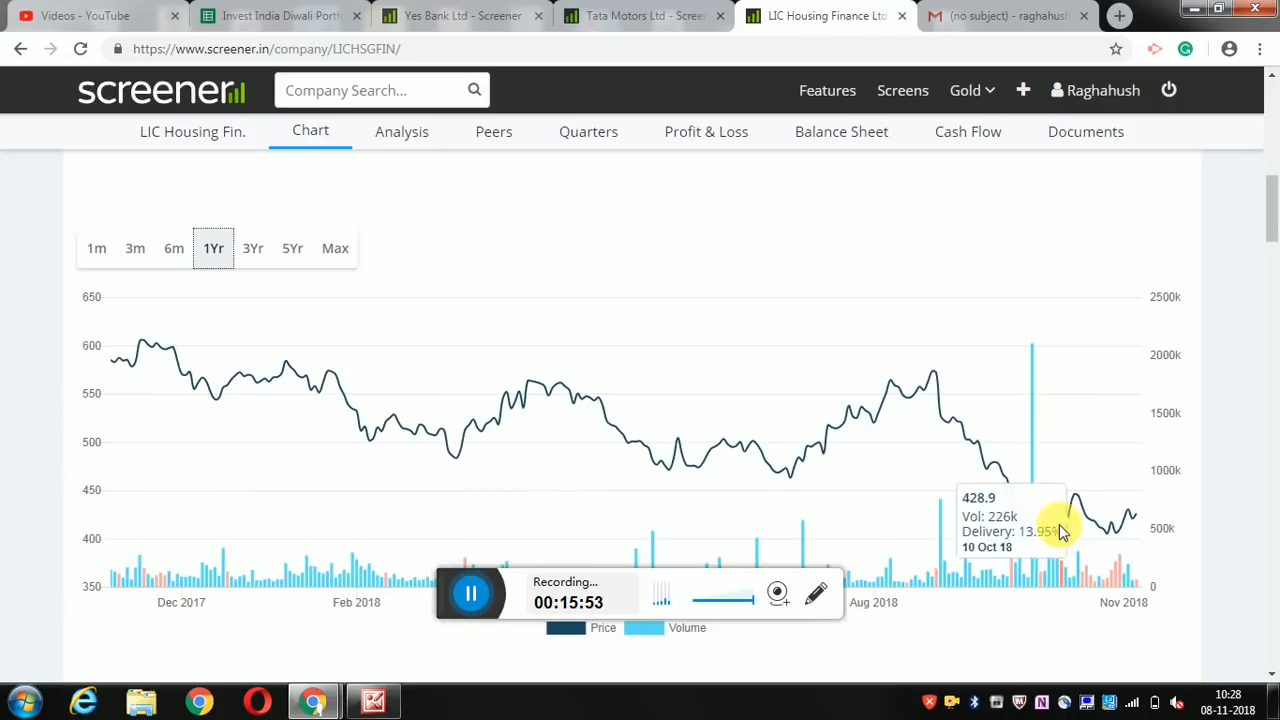 Videos - YouTube
Invest India Diwali Portf
Yes Bank Ltd - Screener
Tata Motors Ltd - Screen
LIC Housing Finance Ltd
(no subject) - raghahush
https://www.screener.in/company/LICHSGFIN/
screener
Company Search...
Features
Screens
Gold
Raghahush
LIC Housing Fin.
Chart
Analysis
Peers
Quarters
Profit & Loss
Balance Sheet
Cash Flow
Documents
1m
3m
6m
1Yr
3Yr
5Yr
Max
650
600
550
500
450
400
350
2500k
2000k
1500k
1000k
500k
0
428.9
Vol: 226k
Delivery: 13.95%
10 Oct 18
Recording...
00:15:53
Dec 2017
Feb 2018
Aug 2018
Nov 2018
Price
Volume
10:28
08-11-2018